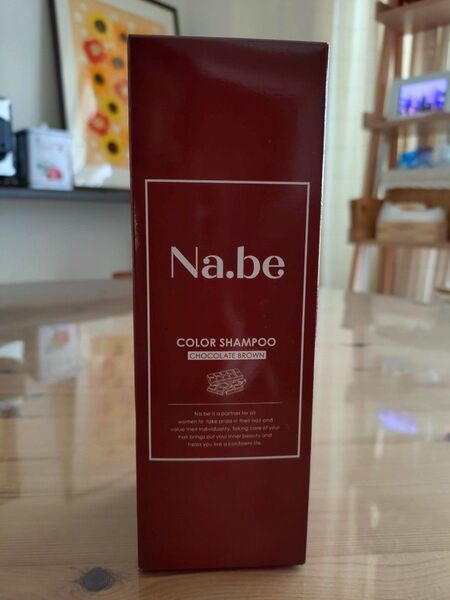 Na.be
COLOR SHAMPOO
CHOCOLATE BROWN
Na.be is a partner for all
women to take pride in their hair and
value their individuality. Taking care of your
hair brings out your inner beauty and
helps you live a confident life.